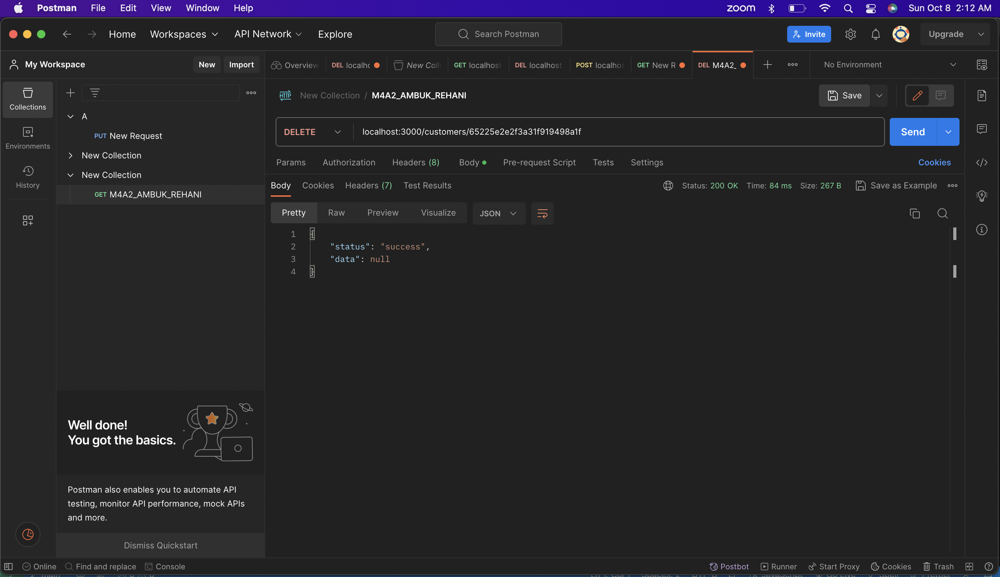 Postman File Edit View Window Help zoom Sun Oct 8 2:12 AM
Home Workspaces API Network Explore Search Postman Invite Upgrade
My Workspace New Import Overview DEL localhc New Coll GET localhost DEL localhost: POST localhos GET New R DEL M4A2_ No Environment
Collections
Environments
History
A
PUT New Request
New Collection
New Collection
GET M4A2_AMBUK_REHANI
HTTP New Collection / M4A2_AMBUK_REHANI Save
DELETE localhost:3000/customers/65225e2e2f3a31f919498a1f Send
Params Authorization Headers (8) Body Pre-request Script Tests Settings Cookies
Body Cookies Headers (7) Test Results Status: 200 OK Time: 84 ms Size: 267 B Save as Example
Pretty Raw Preview Visualize JSON
1 {
2 "status": "success",
3 "data": null
4 }
Well done!
You got the basics.
Postman also enables you to automate API
testing, monitor API performance, mock APIs
and more.
Dismiss Quickstart
Online Find and replace Console Postbot Runner Start Proxy Cookies Trash